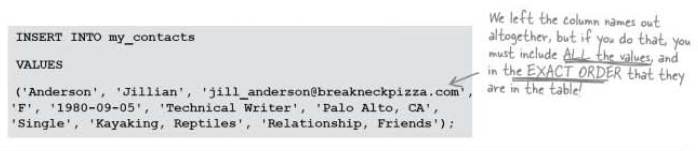 INSERT INTO my_contacts
VALUES
('Anderson', 'Jillian', 'jill_anderson@breakneckpizza.com',
'F', '1980-09-05', 'Technical Writer', 'Palo Alto, CA',
'Single', 'Kayaking, Reptiles', 'Relationship, Friends');
We left the column names out
altogether, but if you do that, you
must include ALL the values, and
in the EXACT ORDER that they
are in the table!